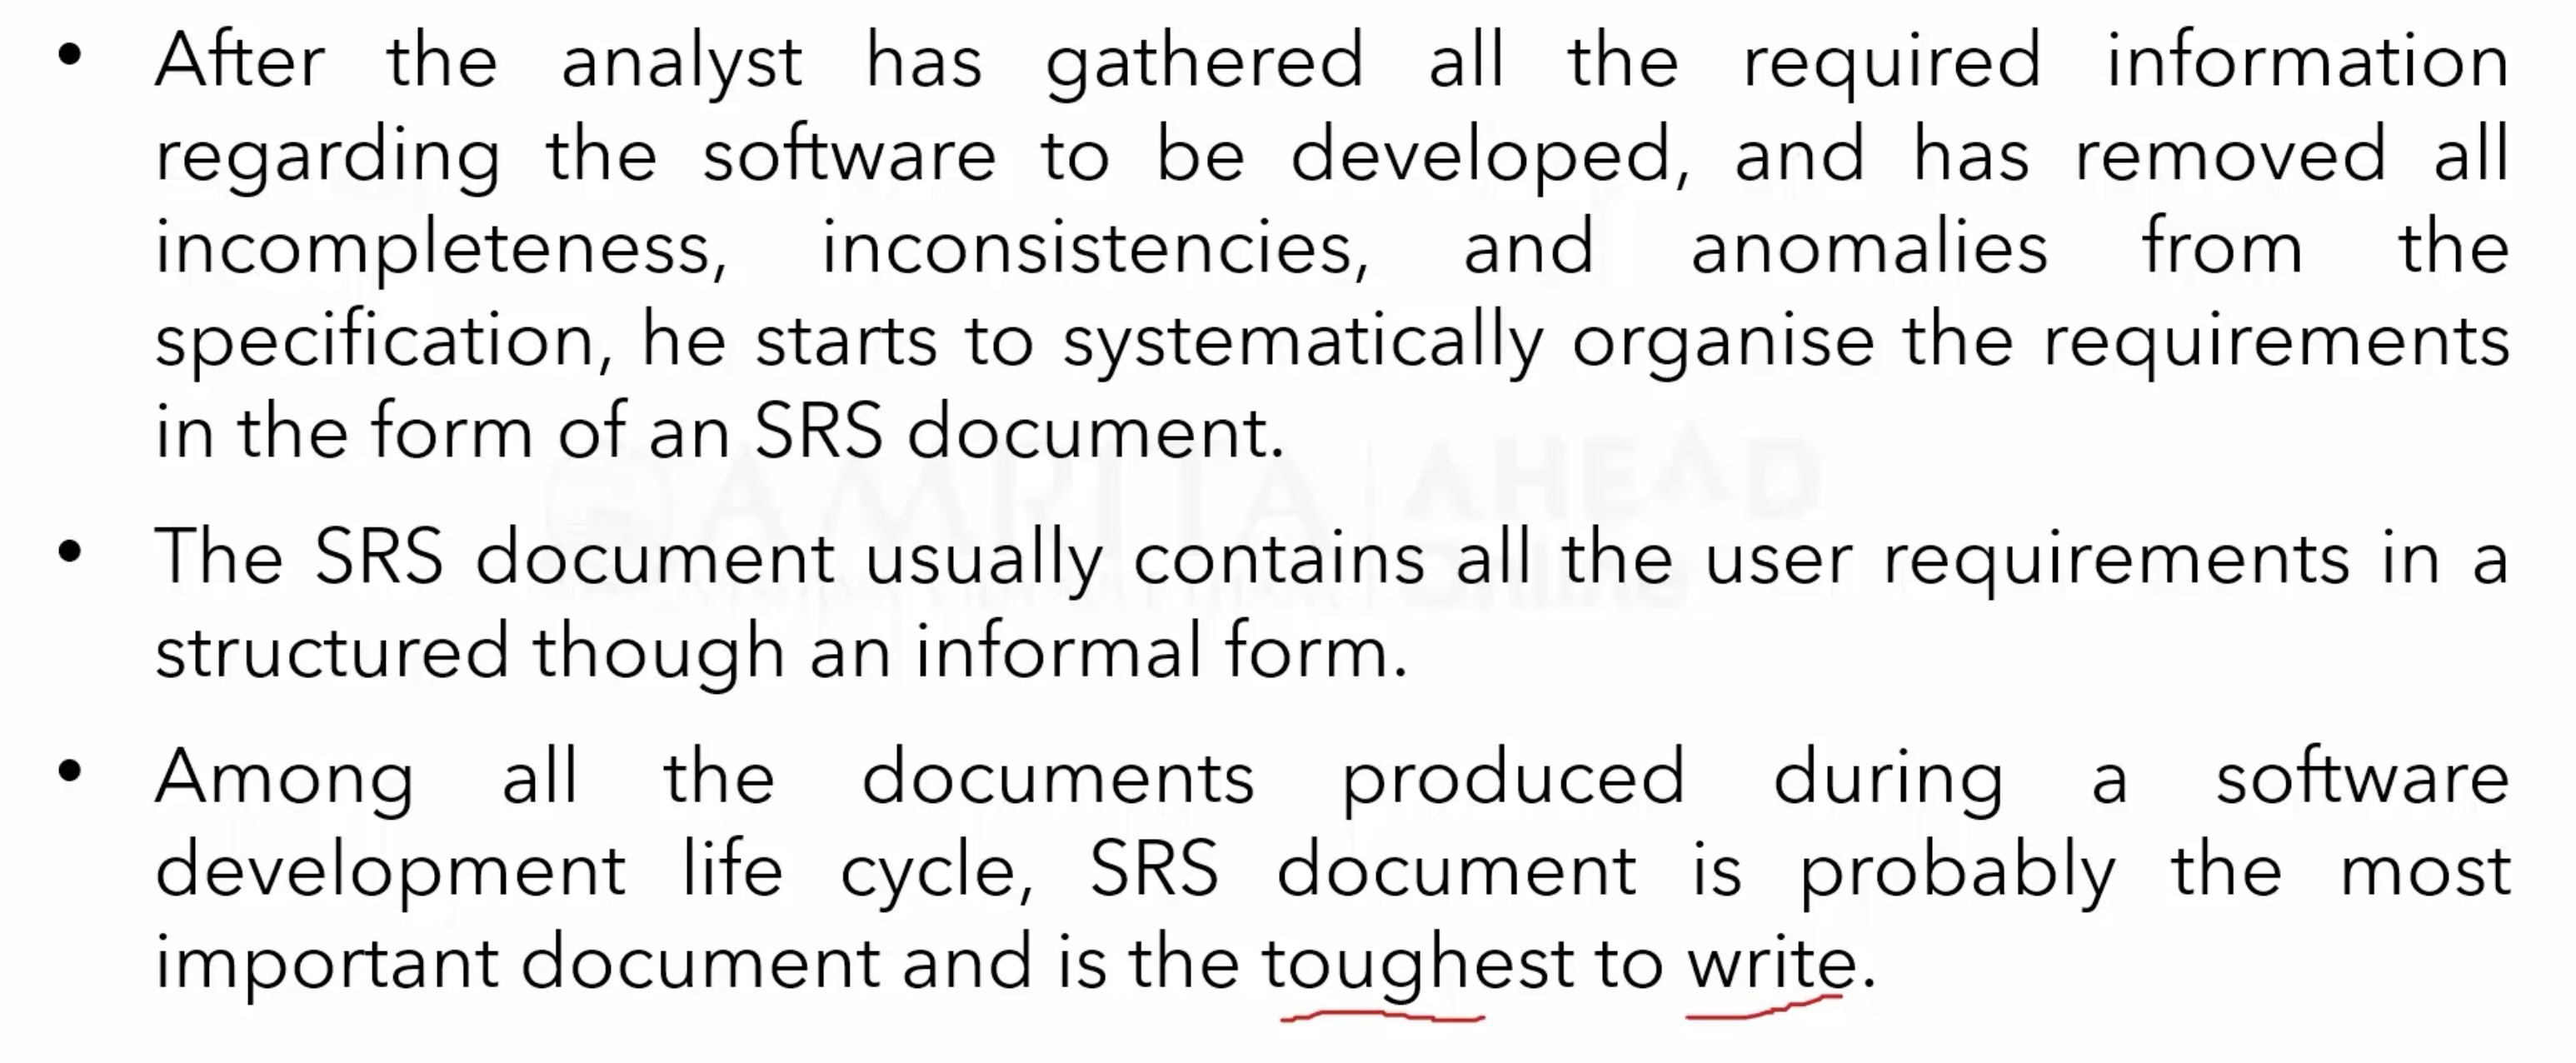 • After the analyst has gathered all the required information
regarding the software to be developed, and has removed all
incompleteness, inconsistencies, and anomalies from the
specification, he starts to systematically organise the requirements
in the form of an SRS document.
AMRITA AHEAD
Online
• The SRS document usually contains all the user requirements in a
structured though an informal form.
• Among all the documents produced during a software
development life cycle, SRS document is probably the most
important document and is the toughest to write.